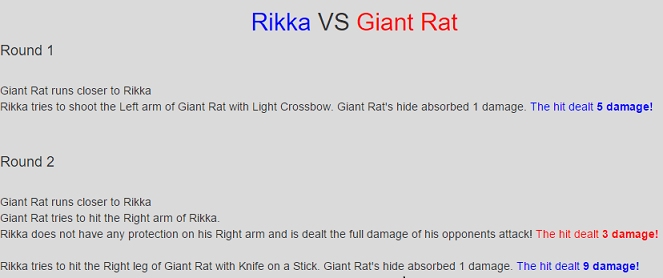 Rikka VS Giant Rat
Round 1
Giant Rat runs closer to Rikka
Rikka tries to shoot the Left arm of Giant Rat with Light Crossbow. Giant Rat's hide absorbed 1 damage. The hit dealt 5 damage!
Round 2
Giant Rat runs closer to Rikka
Giant Rat tries to hit the Right arm of Rikka.
Rikka does not have any protection on his Right arm and is dealt the full damage of his opponents attack! The hit dealt 3 damage!
Rikka tries to hit the Right leg of Giant Rat with Knife on a Stick. Giant Rat's hide absorbed 1 damage. The hit dealt 9 damage!